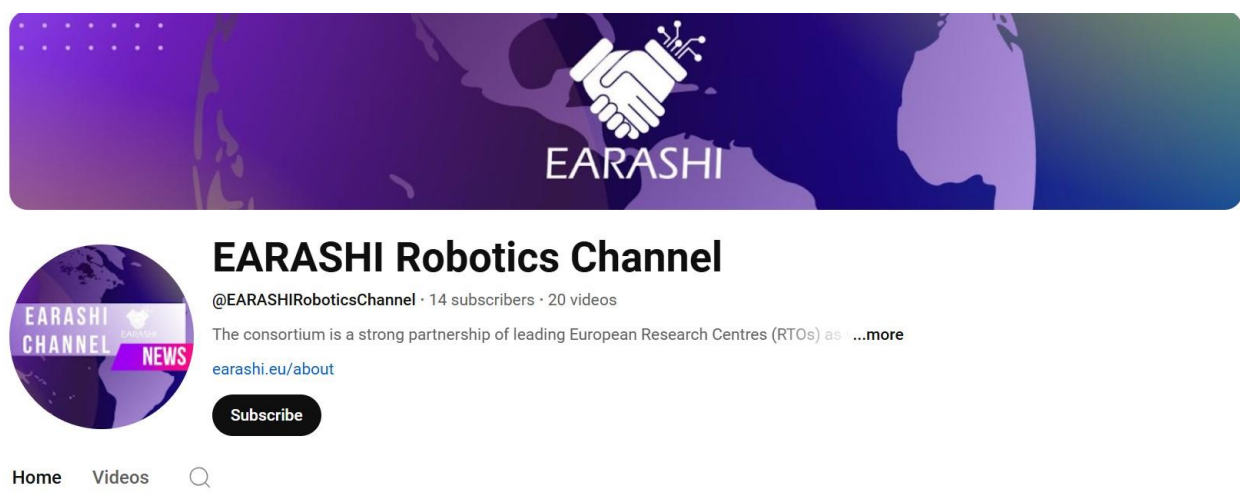 EARASHI
EARASHI Robotics Channel
@EARASHIRoboticsChannel · 14 subscribers · 20 videos
The consortium is a strong partnership of leading European Research Centres (RTOs) as ...more
earashi.eu/about
Subscribe
EARASHI
CHANNEL
EARASHI
NEWS
Home Videos